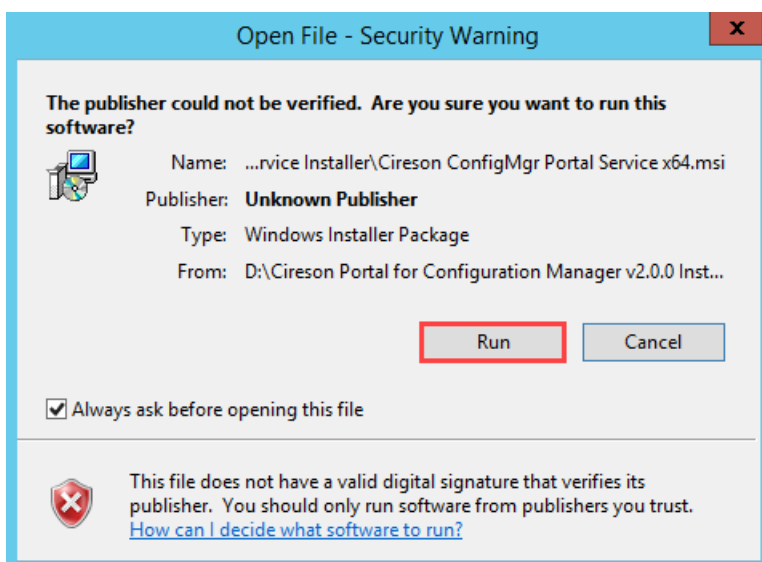 Open File - Security Warning
x
The publisher could not be verified.  Are you sure you want to run this
software?
Name: ...rvice Installer\Cireson ConfigMgr Portal Service x64.msi
Publisher: Unknown Publisher
Type: Windows Installer Package
From: D:\Cireson Portal for Configuration Manager v2.0.0 Inst...
Run Cancel
Always ask before opening this file
This file does not have a valid digital signature that verifies its
publisher.  You should only run software from publishers you trust.
How can I decide what software to run?